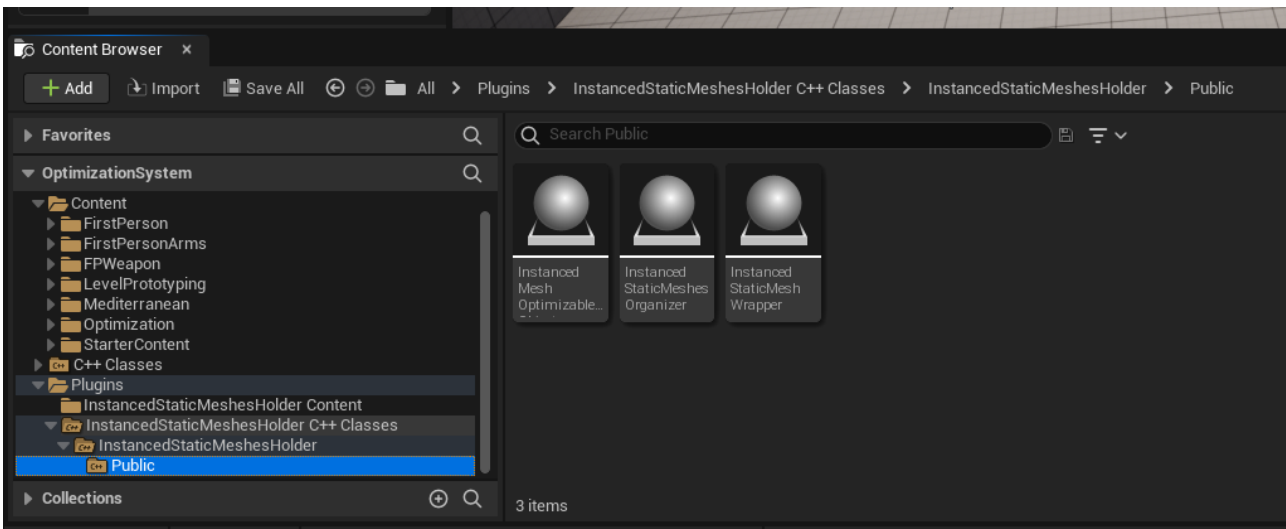 Content Browser ×
Add Import Save All All > Plugins > InstancedStaticMeshesHolder C++ Classes > InstancedStaticMeshesHolder > Public
Favorites
OptimizationSystem
Content
FirstPerson
FirstPersonArms
FPWeapon
LevelPrototyping
Mediterranean
Optimization
StarterContent
C++ Classes
Plugins
InstancedStaticMeshesHolder Content
InstancedStaticMeshesHolder C++ Classes
InstancedStaticMeshesHolder
Public
Collections
Search Public
Instanced
Mesh
Optimizable...
Instanced
StaticMeshes
Organizer
Instanced
StaticMesh
Wrapper
3 items